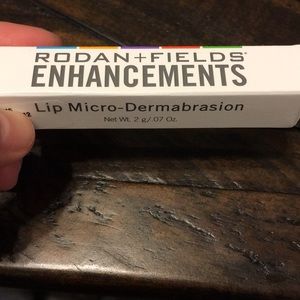 RODAN+FIELDS®
ENHANCEMENTS
Lip Micro-Dermabrasion
Net Wt. 2 g/.07 Oz.